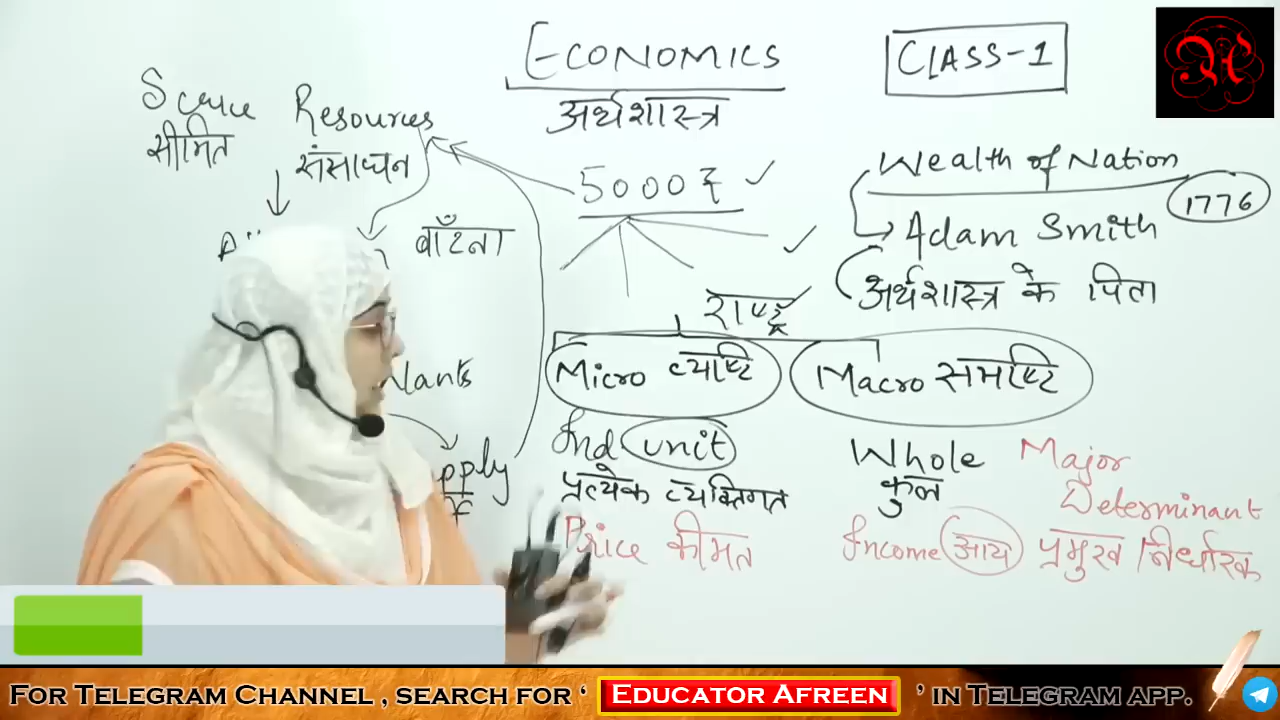 ECONOMICS
अर्थशास्त्र
CLASS-1
Scarce Resources
सीमित संसाधन
बाँटना
5000₹
Wealth of Nation
1776
Adam Smith
अर्थशास्त्र के पिता
राष्ट्र
Micro व्यष्टि
Macro समष्टि
Ind unit
प्रत्येक व्यक्तिगत
Price कीमत
Whole
कुल
Major
Determinant
Income आय प्रमुख निर्धारक
FOR TELEGRAM CHANNEL , SEARCH FOR ‘ EDUCATOR AFREEN ’ IN TELEGRAM APP.